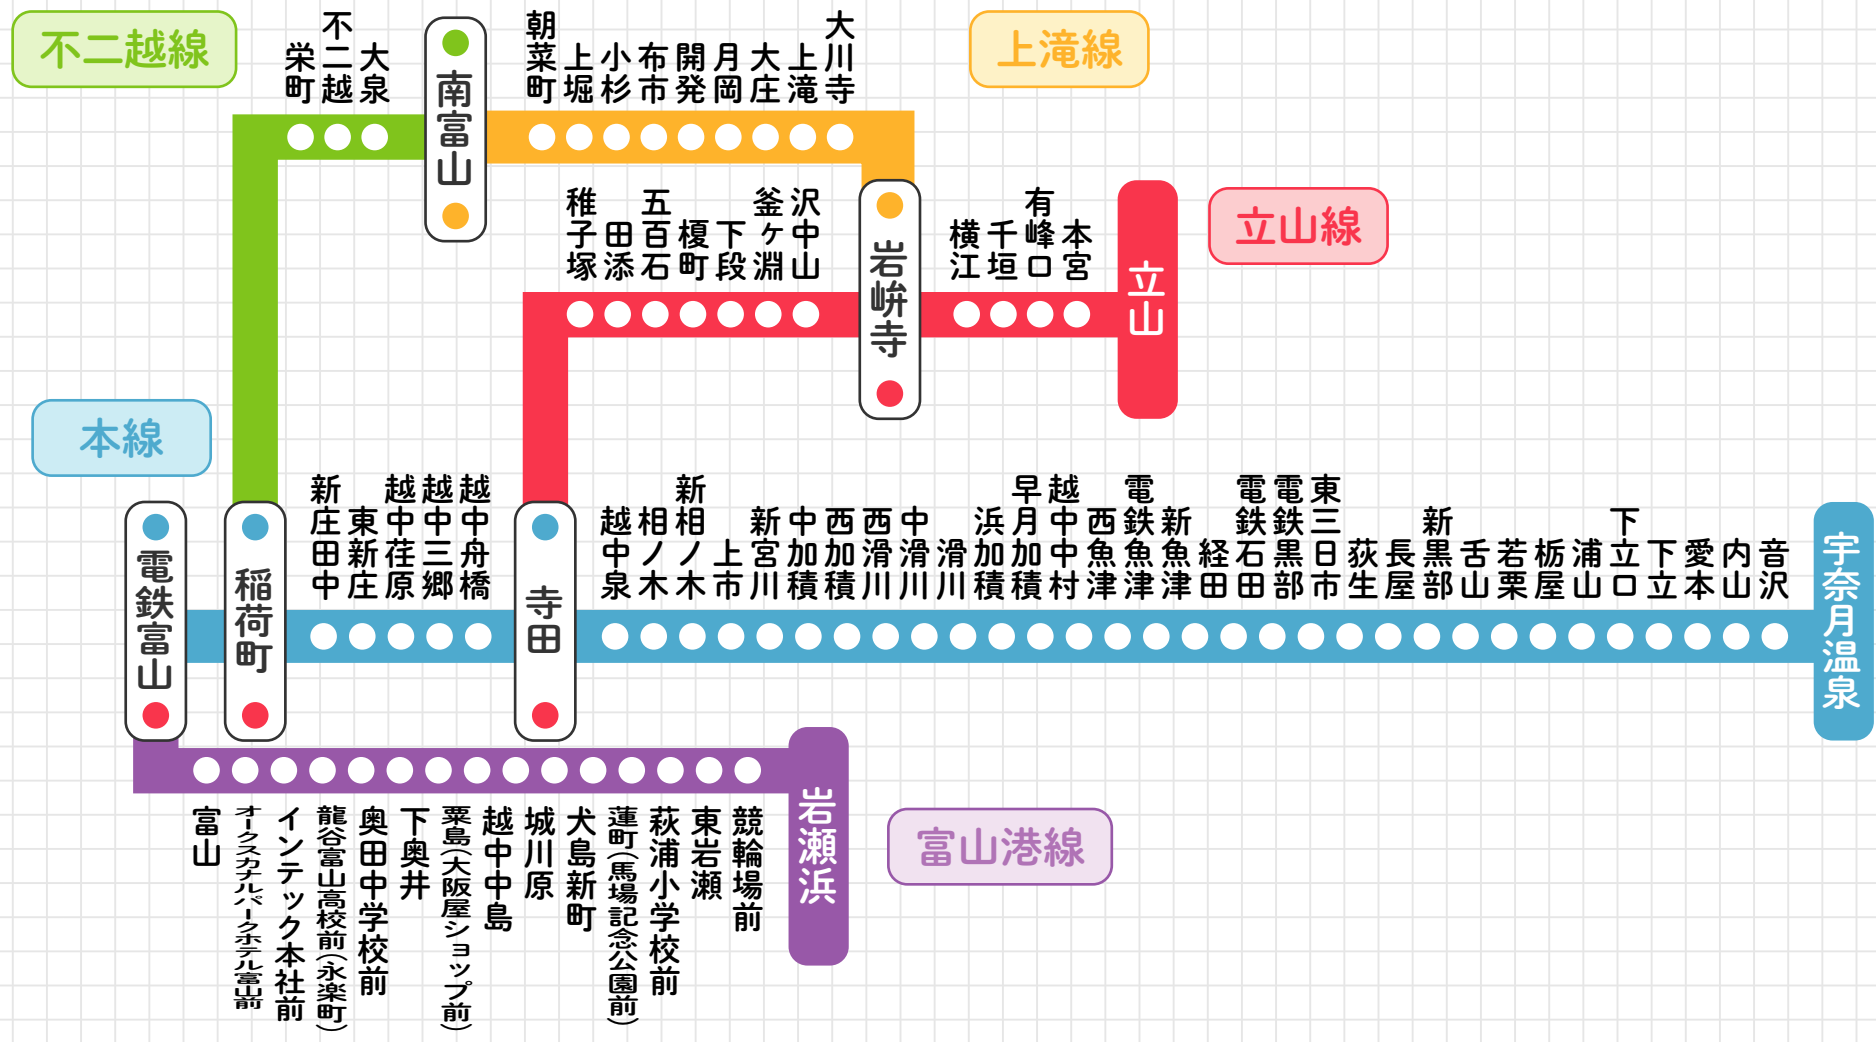 不二越線
栄町
不二越
大泉
南富山
朝菜町
上堀
小杉
布市
開発
月岡
大庄
上滝
大川寺
上滝線
稚子塚
田添
五百石
榎町
下段
釜ヶ淵
沢中山
岩峅寺
横江
千垣
有峰口
本宮
立山
立山線
本線
電鉄富山
稲荷町
新庄田中
東新庄
越中荏原
越中三郷
越中舟橋
寺田
越中泉
相ノ木
新相ノ木
上市
新宮川
中加積
西加積
西滑川
中滑川
滑川
浜加積
早月加積
越中中村
西魚津
電鉄魚津
新魚津
経田
電鉄石田
電鉄黒部
東三日市
荻生
長屋
新黒部
舌山
若栗
栃屋
浦山
下立口
下立
愛本
内山
音沢
宇奈月温泉
富山
オークスカナルパークホテル富山前
インテック本社前
龍谷富山高校前(永楽町)
奥田中学校前
下奥井
粟島(大阪屋ショップ前)
越中中島
城川原
犬島新町
蓮町(馬場記念公園前)
萩浦小学校前
東岩瀬
競輪場前
岩瀬浜
富山港線